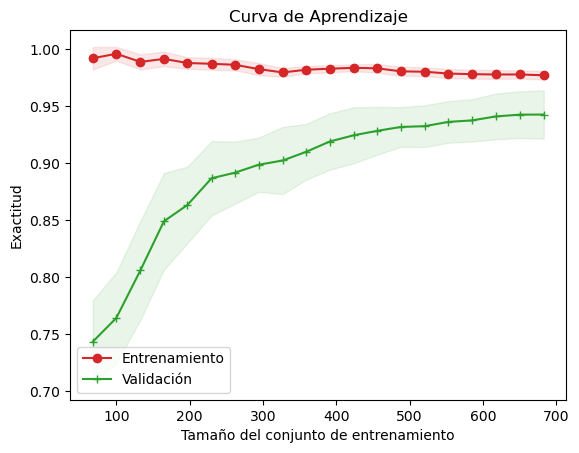 Curva de Aprendizaje
1.00
0.95
0.90
0.85
0.80
0.75
0.70
Exactitud
Entrenamiento
Validación
100 200 300 400 500 600 700
Tamaño del conjunto de entrenamiento